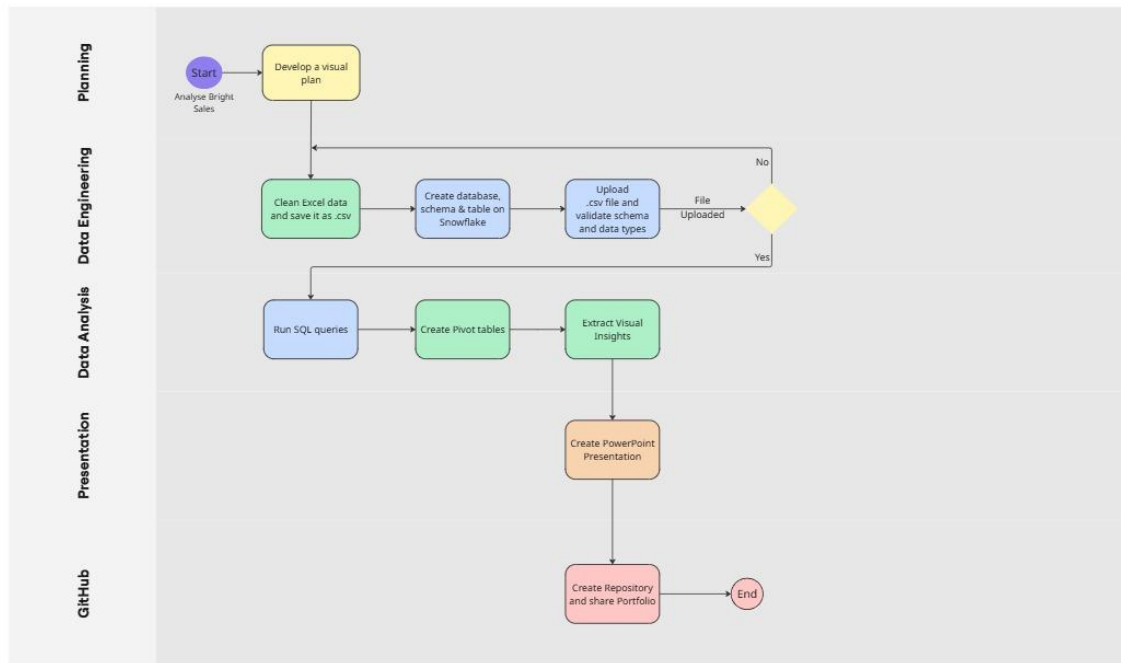 Planning
Start
Analyse Bright
Sales
Develop a visual
plan
Data Engineering
Clean Excel data
and save it as .csv
Create database,
schema & table on
Snowflake
Upload
.csv file and
validate schema
and data types
File
Uploaded
No
Yes
Data Analysis
Run SQL queries
Create Pivot tables
Extract Visual
Insights
Presentation
Create PowerPoint
Presentation
GitHub
Create Repository
and share Portfolio
End